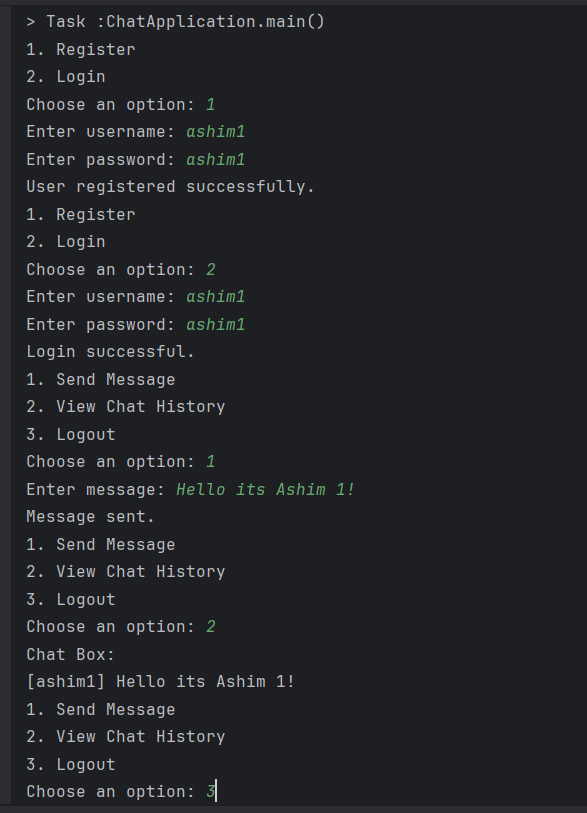 > Task :ChatApplication.main()
1. Register
2. Login
Choose an option: 1
Enter username: ashim1
Enter password: ashim1
User registered successfully.
1. Register
2. Login
Choose an option: 2
Enter username: ashim1
Enter password: ashim1
Login successful.
1. Send Message
2. View Chat History
3. Logout
Choose an option: 1
Enter message: Hello its Ashim 1!
Message sent.
1. Send Message
2. View Chat History
3. Logout
Choose an option: 2
Chat Box:
[ashim1] Hello its Ashim 1!
1. Send Message
2. View Chat History
3. Logout
Choose an option: 3